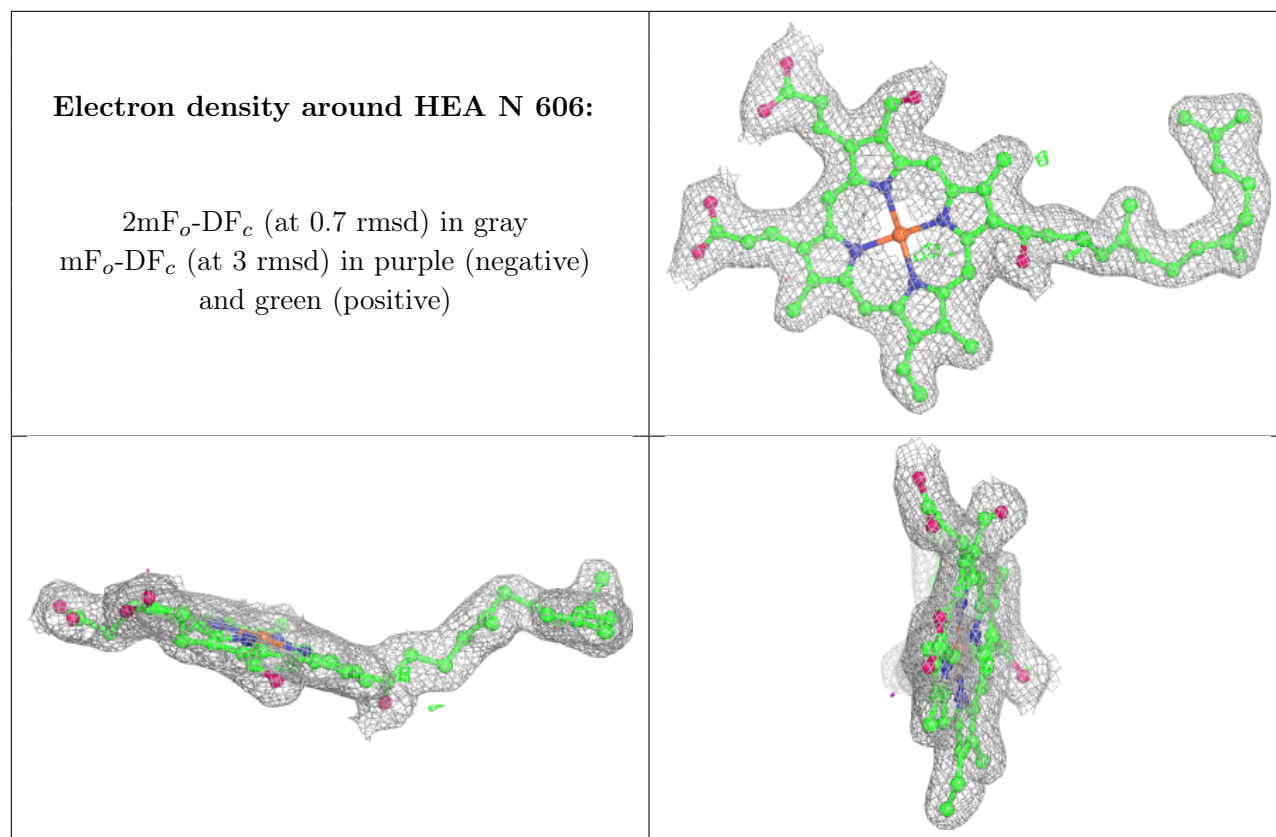 Electron density around HEA N 606:
2mFo-DFc (at 0.7 rmsd) in gray
mFo-DFc (at 3 rmsd) in purple (negative)
and green (positive)